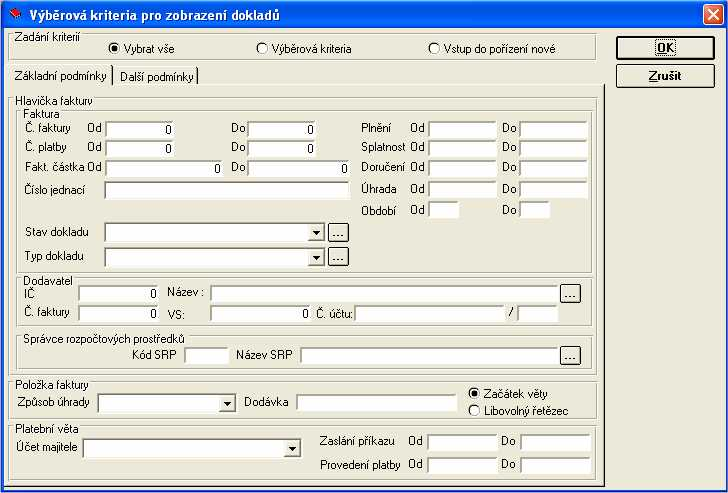 Výběrová kriteria pro zobrazení dokladů
Zadání kriterií
Vybrat vše Výběrová kriteria Vstup do pořízení nové
OK
Zrušit
Základní podmínky Další podmínky
Hlavička faktury
Faktura
Č. faktury Od 0 Do 0 Plnění Od Do
Č. platby Od 0 Do 0 Splatnost Od Do
Fakt. částka Od 0 Do 0 Doručení Od Do
Číslo jednací Úhrada Od Do
Období Od Do
Stav dokladu ...
Typ dokladu ...
Dodavatel
IČ 0 Název : ...
Č. faktury 0 VS: 0 Č. účtu: /
Správce rozpočtových prostředků
Kód SRP Název SRP ...
Položka faktury
Způsob úhrady Dodávka Začátek věty
Libovolný řetězec
Platební věta
Účet majitele Zaslání příkazu Od Do
Provedení platby Od Do